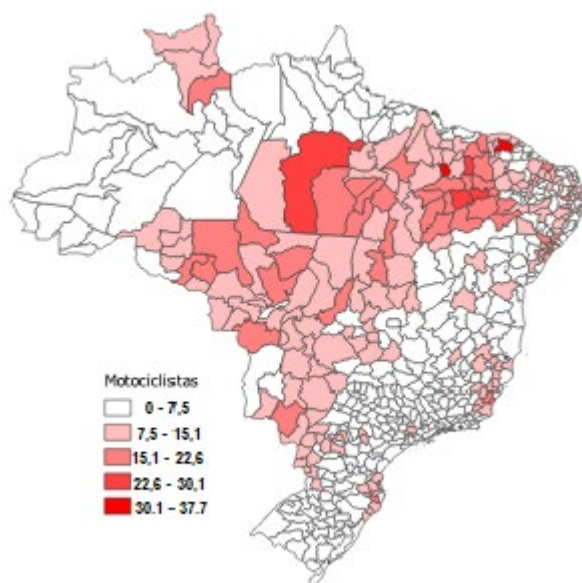 Motociclistas
0 - 7,5
7,5 - 15,1
15,1 - 22,6
22,6 - 30,1
30.1 - 37.7